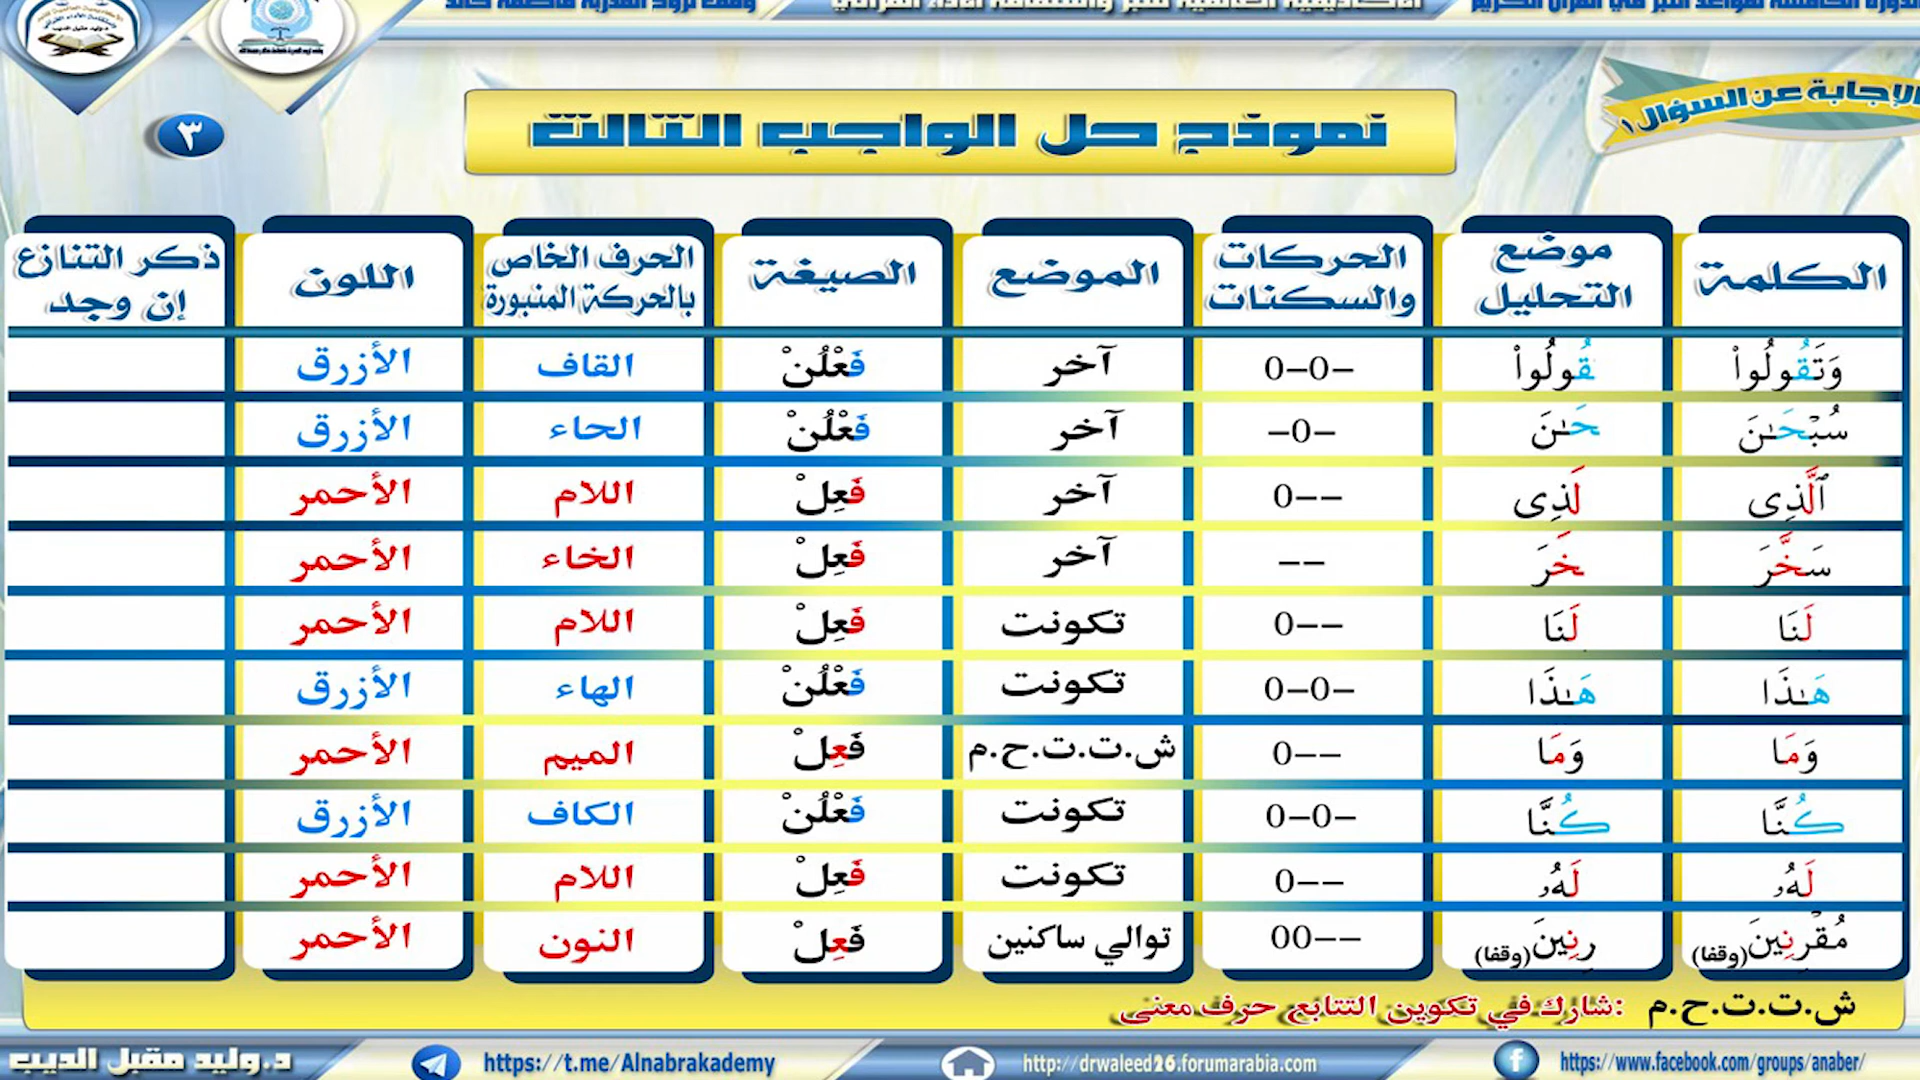 نموذج حل الواجب الثالث
٣
الإجابة عن السؤال ١
الكلمة	موضع التحليل	الحركات والسكنات	الموضع	الصيغة	الحرف الخاص بالحركة المنبورة	اللون	ذكر التنازع إن وجد
وَتَقُولُوا۟	قُولُوا۟	0-0-	آخر	فَعْلُنْ	القاف	الأزرق
سُبْحَـٰنَ	حَـٰنَ	-0-	آخر	فَعْلُنْ	الحاء	الأزرق
ٱلَّذِى	لَذِى	0--	آخر	فَعِلْ	اللام	الأحمر
سَخَّرَ	خَرَ	--	آخر	فَعِلْ	الخاء	الأحمر
لَنَا	لَنَا	0--	تكونت	فَعِلْ	اللام	الأحمر
هَـٰذَا	هَـٰذَا	0-0-	تكونت	فَعْلُنْ	الهاء	الأزرق
وَمَا	وَمَا	0--	ش.ت.ت.ح.م	فَعِلْ	الميم	الأحمر
كُنَّا	كُنَّا	0-0-	تكونت	فَعْلُنْ	الكاف	الأزرق
لَهُۥ	لَهُۥ	0--	تكونت	فَعِلْ	اللام	الأحمر
مُقْرِنِينَ (وقفا)	رِنِينَ (وقفا)	00--	توالي ساكنين	فَعِلْ	النون	الأحمر
ش.ت.ت.ح.م :شارك في تكوين التتابع حرف معنى
https://www.facebook.com/groups/anaber/
http://drwaleed26.forumarabia.com
https://t.me/Alnabrakademy
د.وليد مقبل الديب